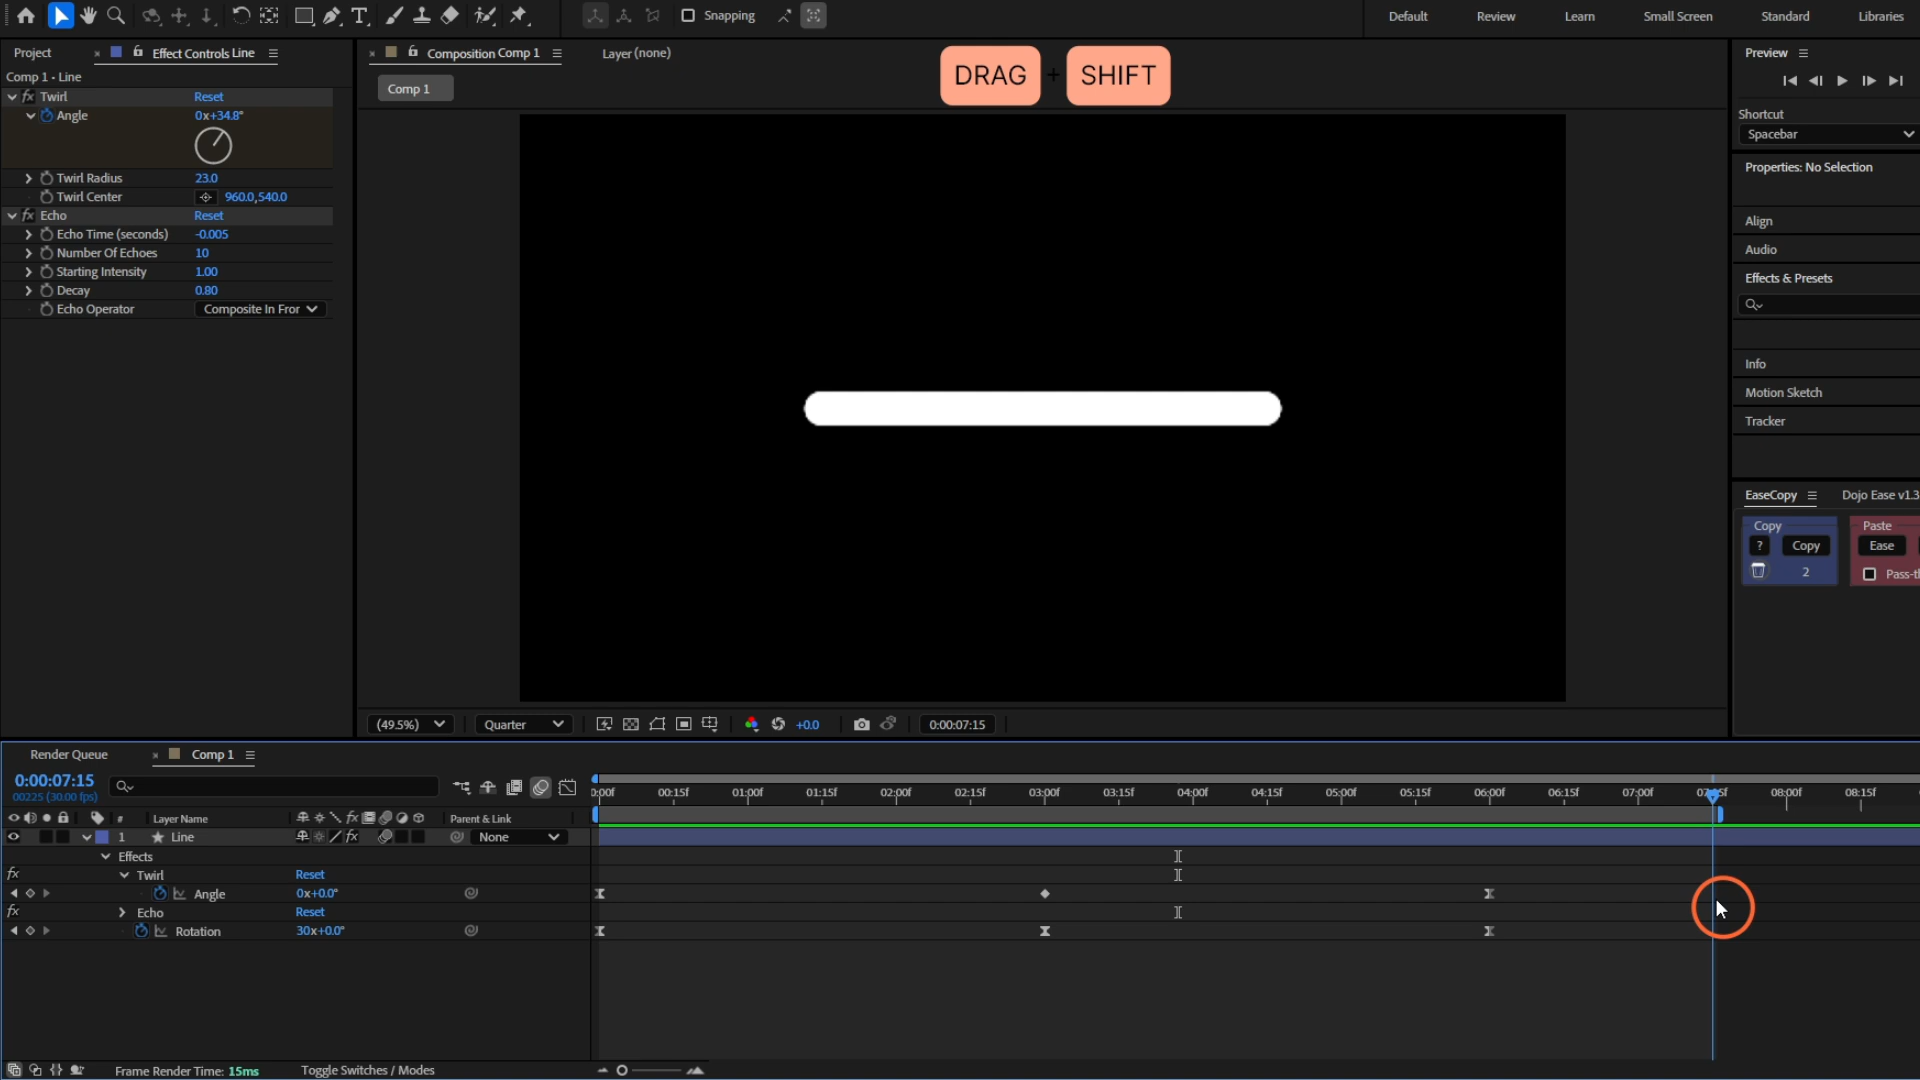 Snapping
Default
Review
Learn
Small Screen
Standard
Libraries
Project
Effect Controls Line
Composition Comp 1
Layer (none)
DRAG + SHIFT
Preview
Comp 1 • Line
Comp 1
Twirl Reset
Angle 0x+34.8°
Twirl Radius 23.0
Twirl Center 960.0,540.0
Echo Reset
Echo Time (seconds) -0.005
Number Of Echoes 10
Starting Intensity 1.00
Decay 0.80
Echo Operator Composite In Fror
Shortcut
Spacebar
Properties: No Selection
Align
Audio
Effects & Presets
Info
Motion Sketch
Tracker
EaseCopy
Dojo Ease v1.3
Copy
Paste
? Copy
Ease
2
Pass-t
(49.5%)
Quarter
+0.0
0:00:07:15
Render Queue
Comp 1
0:00:07:15
00225 (30.00 fps)
00f 00:15f 01:00f 01:15f 02:00f 02:15f 03:00f 03:15f 04:00f 04:15f 05:00f 05:15f 06:00f 06:15f 07:00f 08:00f 08:15f
# Layer Name
Parent & Link
1 Line
fx
None
Effects
fx Twirl Reset
Angle 0x+0.0°
fx Echo Reset
Rotation 30x+0.0°
Frame Render Time: 15ms
Toggle Switches / Modes